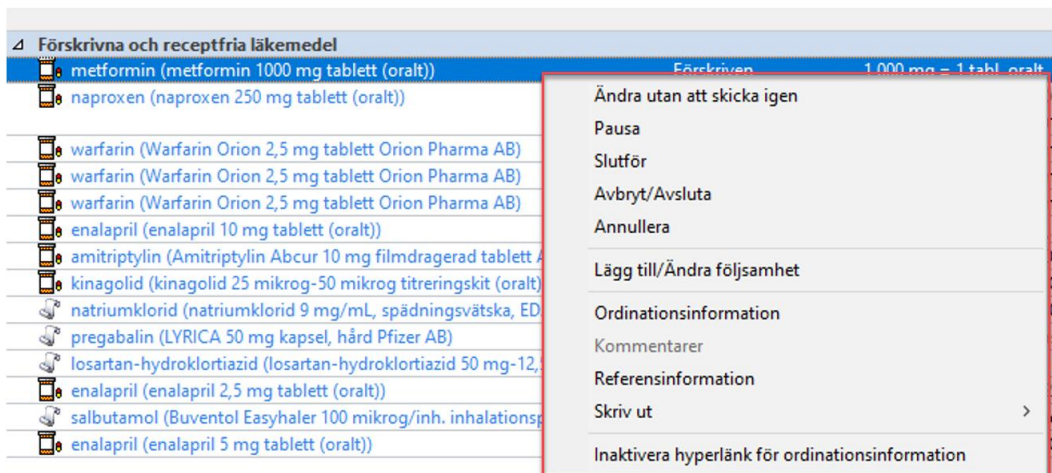 Förskrivna och receptfria läkemedel
metformin (metformin 1000 mg tablett (oralt)) Förskriven 1 000 mg = 1 tabl, oralt
naproxen (naproxen 250 mg tablett (oralt))
warfarin (Warfarin Orion 2,5 mg tablett Orion Pharma AB)
warfarin (Warfarin Orion 2,5 mg tablett Orion Pharma AB)
warfarin (Warfarin Orion 2,5 mg tablett Orion Pharma AB)
enalapril (enalapril 10 mg tablett (oralt))
amitriptylin (Amitriptylin Abcur 10 mg filmdragerad tablett
kinagolid (kinagolid 25 mikrog-50 mikrog titreringskit (oralt)
natriumklorid (natriumklorid 9 mg/mL, spädningsvätska,
pregabalin (LYRICA 50 mg kapsel, hård Pfizer AB)
losartan-hydroklortiazid (losartan-hydroklortiazid 50 mg-12,
enalapril (enalapril 2,5 mg tablett (oralt))
salbutamol (Buventol Easyhaler 100 mikrog/inh.
enalapril (enalapril 5 mg tablett (oralt))
Ändra utan att skicka igen
Pausa
Slutför
Avbryt/Avsluta
Annullera
Lägg till/Ändra följsamhet
Ordinationsinformation
Kommentarer
Referensinformation
Skriv ut
Inaktivera hyperlänk för ordinationsinformation